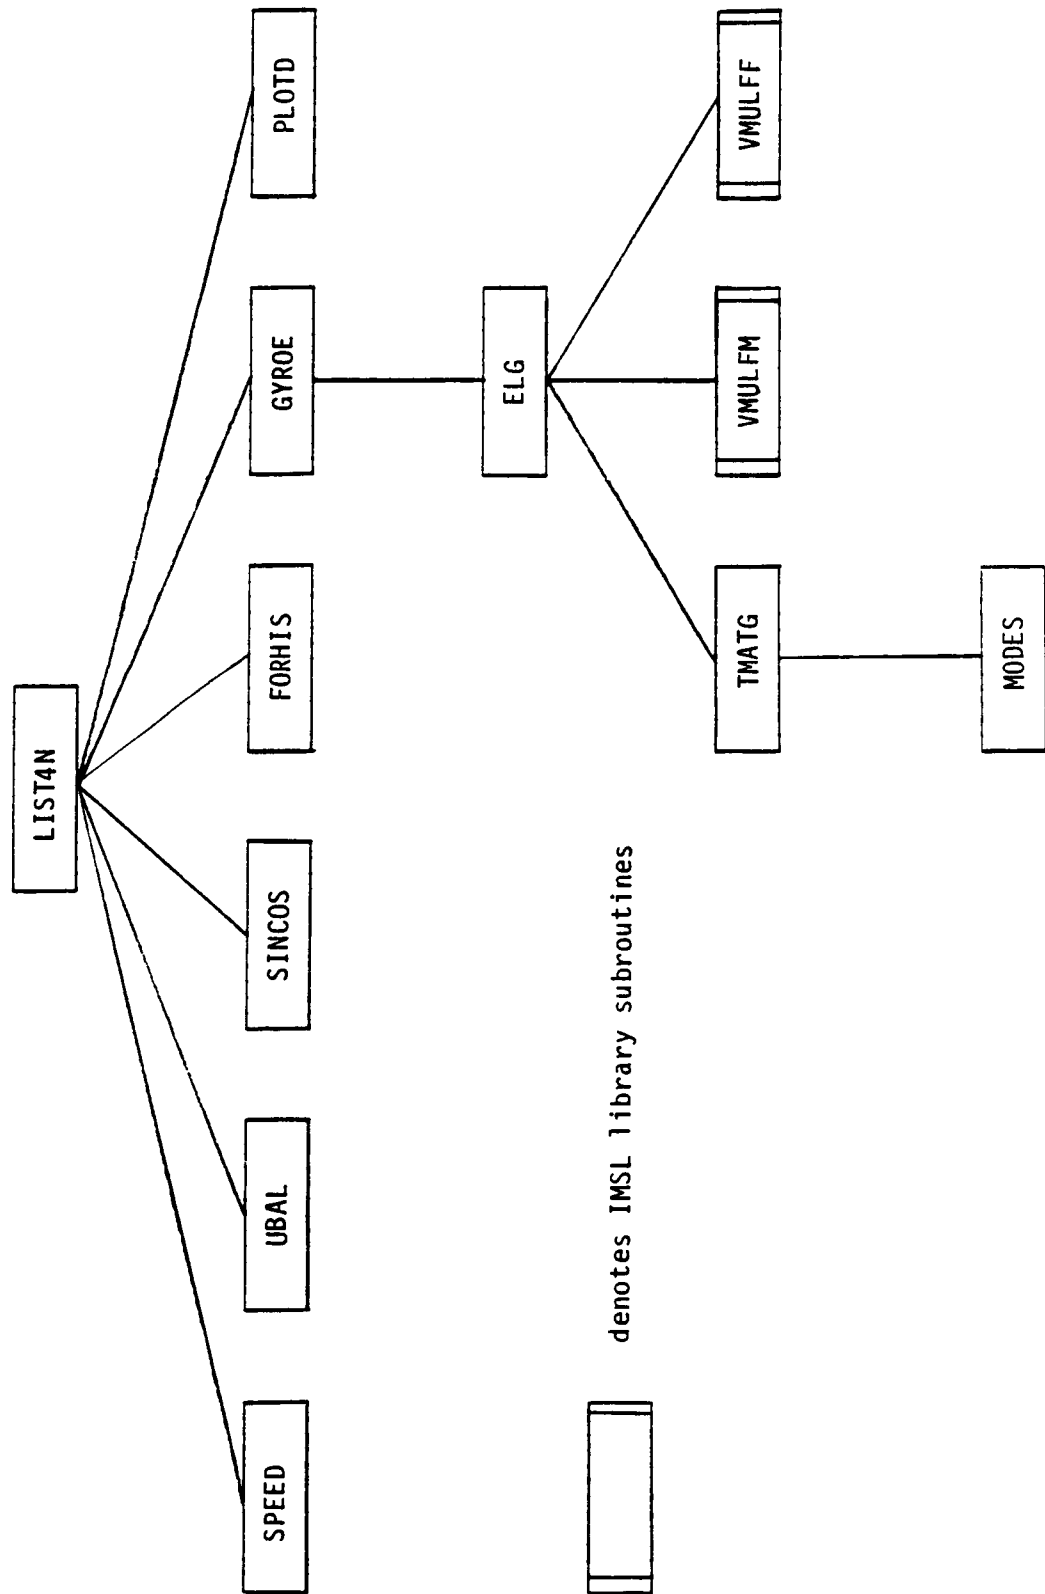 LIST4N
SPEED
UBAL
SINCOS
FORHIS
GYROE
PLOTD
ELG
denotes IMSL library subroutines
TMATG
VMULFM
VMULFF
MODES